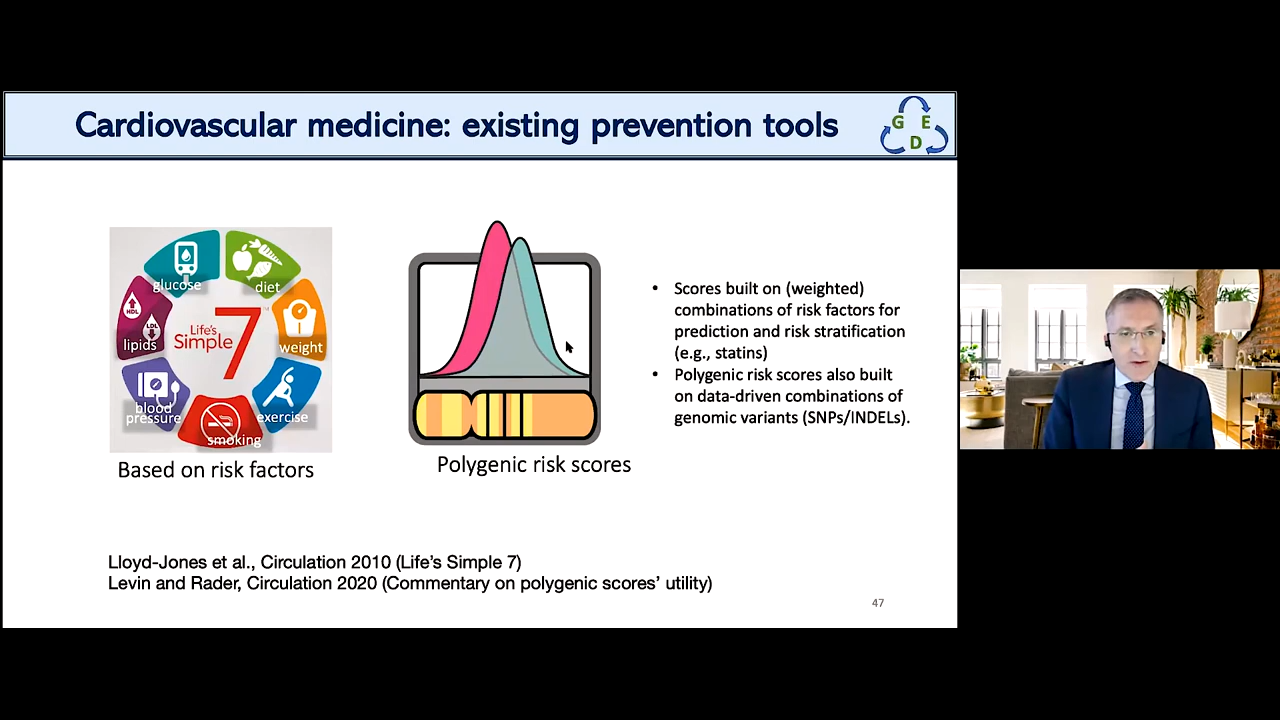 Cardiovascular medicine: existing prevention tools
G E
D
glucose
diet
HDL
LDL
lipids
Life's
Simple 7
weight
blood
pressure
exercise
smoking
Based on risk factors
Polygenic risk scores
• Scores built on (weighted)
combinations of risk factors for
prediction and risk stratification
(e.g., statins)
• Polygenic risk scores also built
on data-driven combinations of
genomic variants (SNPs/INDELs).
Lloyd-Jones et al., Circulation 2010 (Life's Simple 7)
Levin and Rader, Circulation 2020 (Commentary on polygenic scores' utility)
47